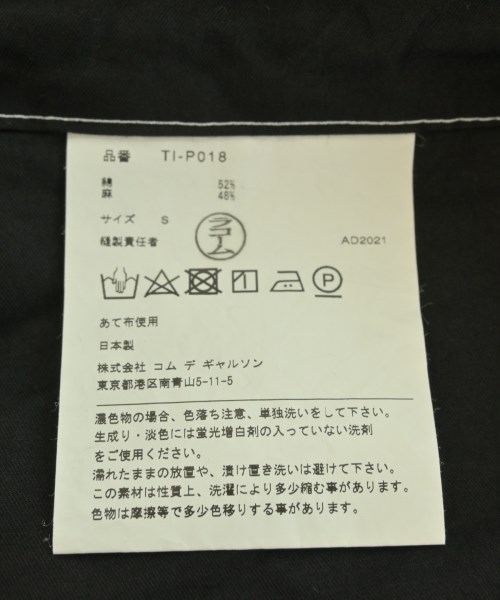 品番 TI-P018
綿 52%
麻 48%
サイズ S
縫製責任者 ラコーム AD2021
P
あて布使用
日本製
株式会社 コム デ ギャルソン
東京都港区南青山5-11-5
濃色物の場合、色落ち注意、単独洗いをして下さい。
生成り・淡色には蛍光増白剤の入っていない洗剤
をご使用ください。
濡れたままの放置や、漬け置き洗いは避けて下さい。
この素材は性質上、洗濯により多少縮む事があります。
色物は摩擦等で多少色移りする事があります。